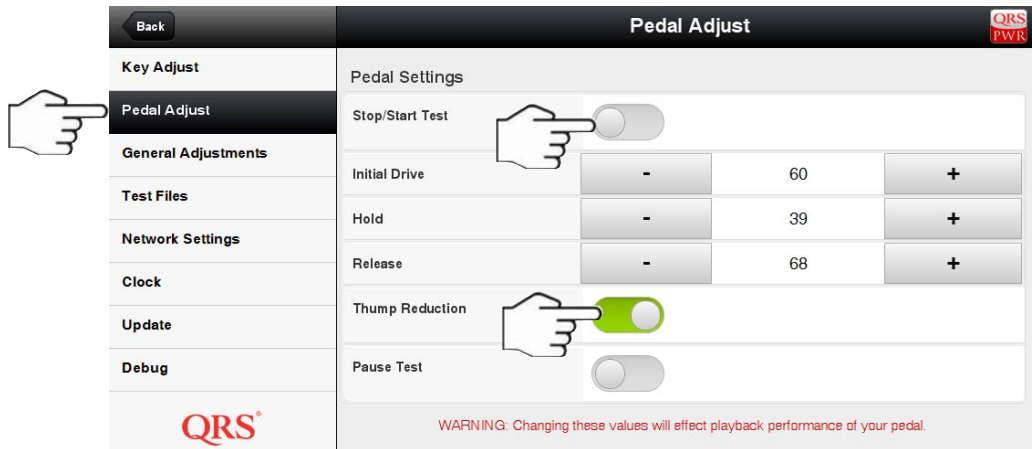 Back
Pedal Adjust
QRS
PWR
Key Adjust
Pedal Adjust
General Adjustments
Test Files
Network Settings
Clock
Update
Debug
QRS®
Pedal Settings
Stop/Start Test
Initial Drive - 60 +
Hold - 39 +
Release - 68 +
Thump Reduction
Pause Test
WARNING: Changing these values will effect playback performance of your pedal.